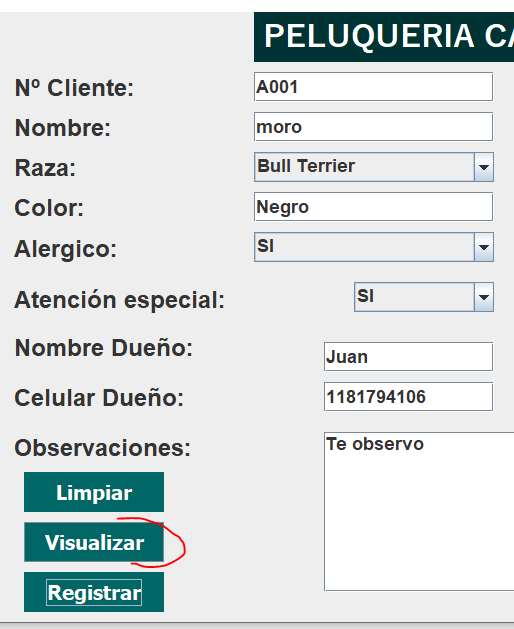 PELUQUERIA
Nº Cliente: A001
Nombre: moro
Raza: Bull Terrier
Color: Negro
Alergico: SI
Atención especial: SI
Nombre Dueño: Juan
Celular Dueño: 1181794106
Observaciones: Te observo
Limpiar
Visualizar
Registrar